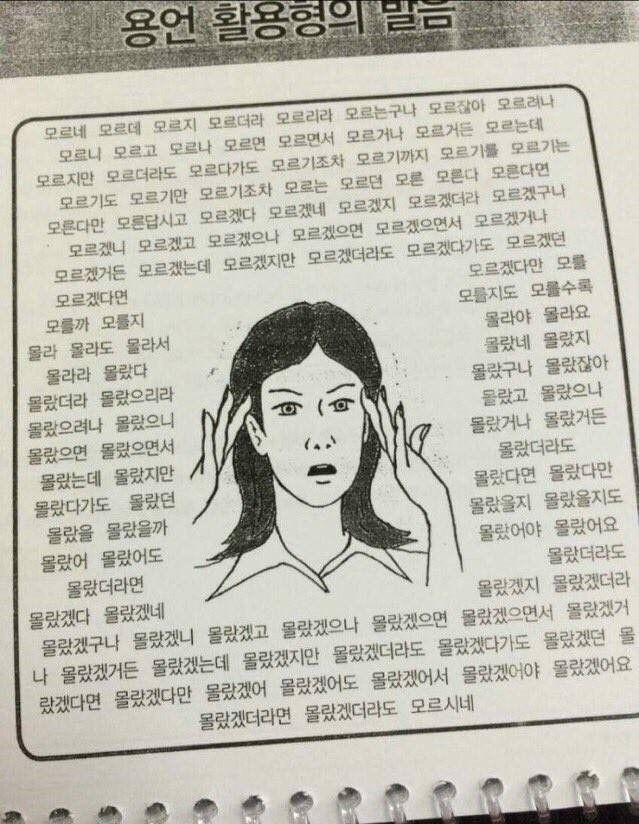 용언 활용형의 발음
모르네 모르데 모르지 모르더라 모르리라 모르는구나 모르잖아 모르려나
모르니 모르고 모르나 모르면 모르면서 모르거나 모르거든 모르는데
모르지만 모르더라도 모르다가도 모르기조차 모르기까지 모르기를 모르기는
모르기도 모르기만 모르기조차 모르는 모르던 모른 모른다 모른다면
모른다만 모른답시고 모르겠다 모르겠네 모르겠지 모르겠더라 모르겠구나
모르겠니 모르겠고 모르겠으나 모르겠으면 모르겠으면서 모르겠거나
모르겠거든 모르겠는데 모르겠지만 모르겠더라도 모르겠다가도 모르겠던
모르겠다면
모르겠다만 모를
모를까 모를지
모를지도 모를수록
몰라 몰라도 몰라서
몰라야 몰라요
몰라라 몰랐다
몰랐네 몰랐지
몰랐더라 몰랐으리라
몰랐구나 몰랐잖아
몰랐으려나 몰랐으니
몰랐고 몰랐으나
몰랐으면 몰랐으면서
몰랐거나 몰랐거든
몰랐는데 몰랐지만
몰랐더라도
몰랐다가도 몰랐던
몰랐다면 몰랐다만
몰랐을 몰랐을까
몰랐을지 몰랐을지도
몰랐어 몰랐어도
몰랐어야 몰랐어요
몰랐더라면
몰랐더라도
몰랐겠다 몰랐겠네
몰랐겠지 몰랐겠더라
몰랐겠구나 몰랐겠니 몰랐겠고 몰랐겠으나 몰랐겠으면 몰랐겠으면서 몰랐겠거
나 몰랐겠거든 몰랐겠는데 몰랐겠지만 몰랐겠더라도 몰랐겠다가도 몰랐겠던 몰
랐겠다면 몰랐겠다만 몰랐겠어 몰랐겠어도 몰랐겠어서 몰랐겠어야 몰랐겠어요
몰랐겠더라면 몰랐겠더라도 모르시네